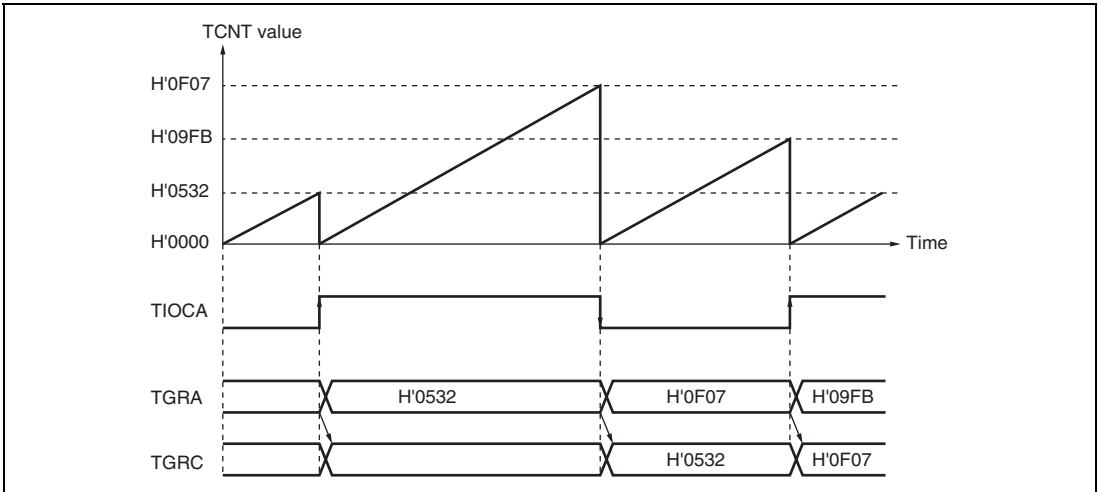 TCNT value
H'0F07
H'09FB
H'0532
H'0000
Time
TIOCA
TGRA H'0532 H'0F07 H'09FB
TGRC H'0532 H'0F07